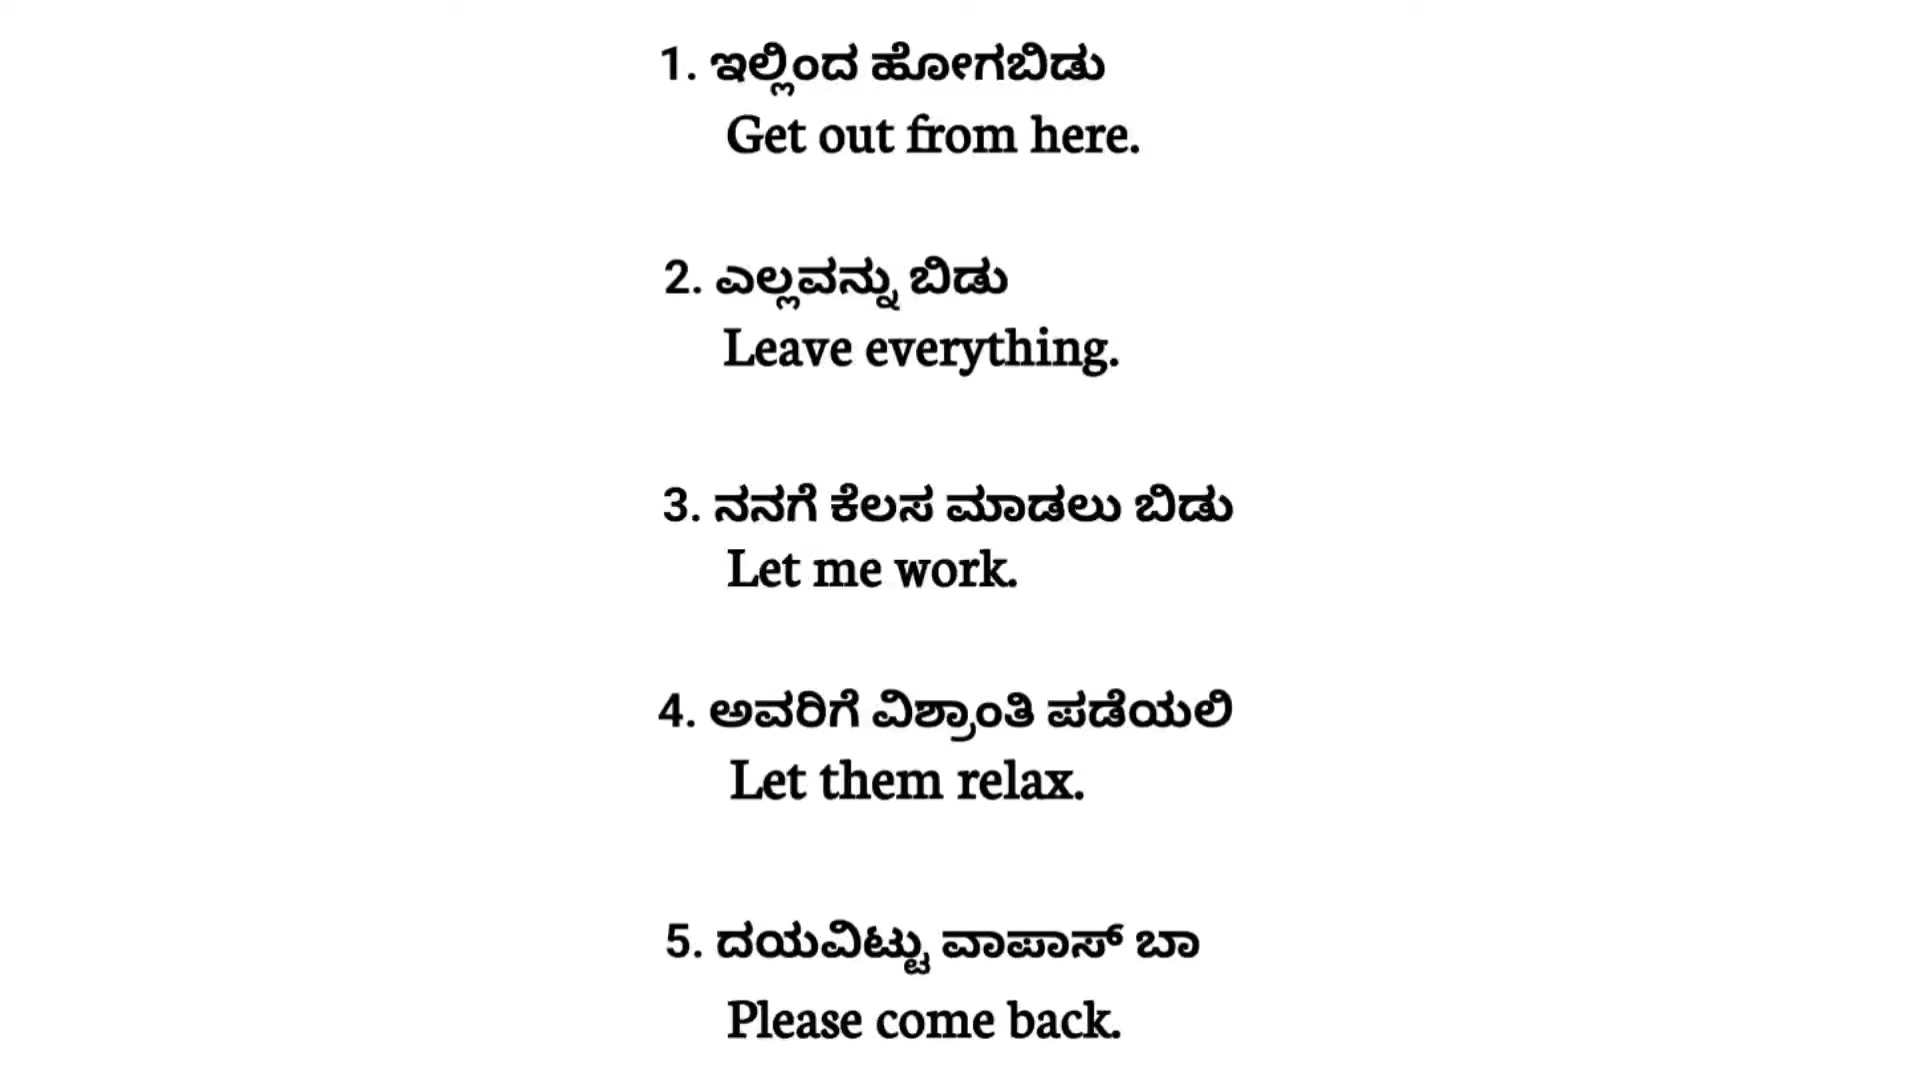 1. ಇಲ್ಲಿಂದ ಹೋಗಬಿಡು
Get out from here.
2. ಎಲ್ಲವನ್ನು ಬಿಡು
Leave everything.
3. ನನಗೆ ಕೆಲಸ ಮಾಡಲು ಬಿಡು
Let me work.
4. ಅವರಿಗೆ ವಿಶ್ರಾಂತಿ ಪಡೆಯಲಿ
Let them relax.
5. ದಯವಿಟ್ಟು ವಾಪಾಸ್ ಬಾ
Please come back.